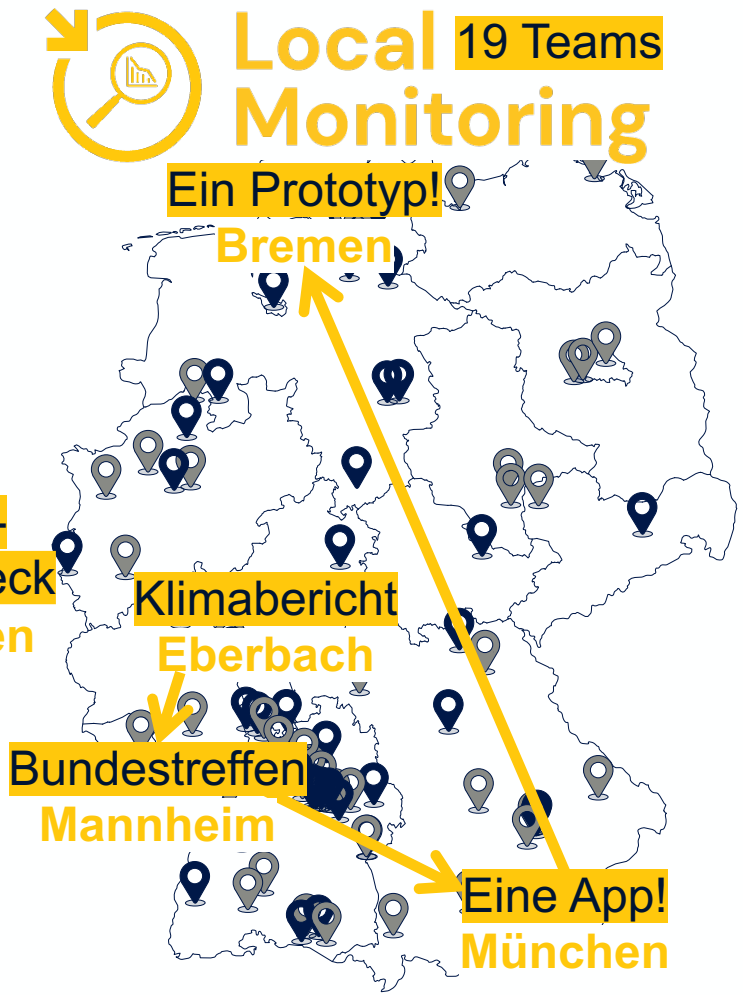 Local 19 Teams
Monitoring
Ein Prototyp!
Bremen
Klimabericht
Eberbach
Bundestreffen
Mannheim
Eine App!
München